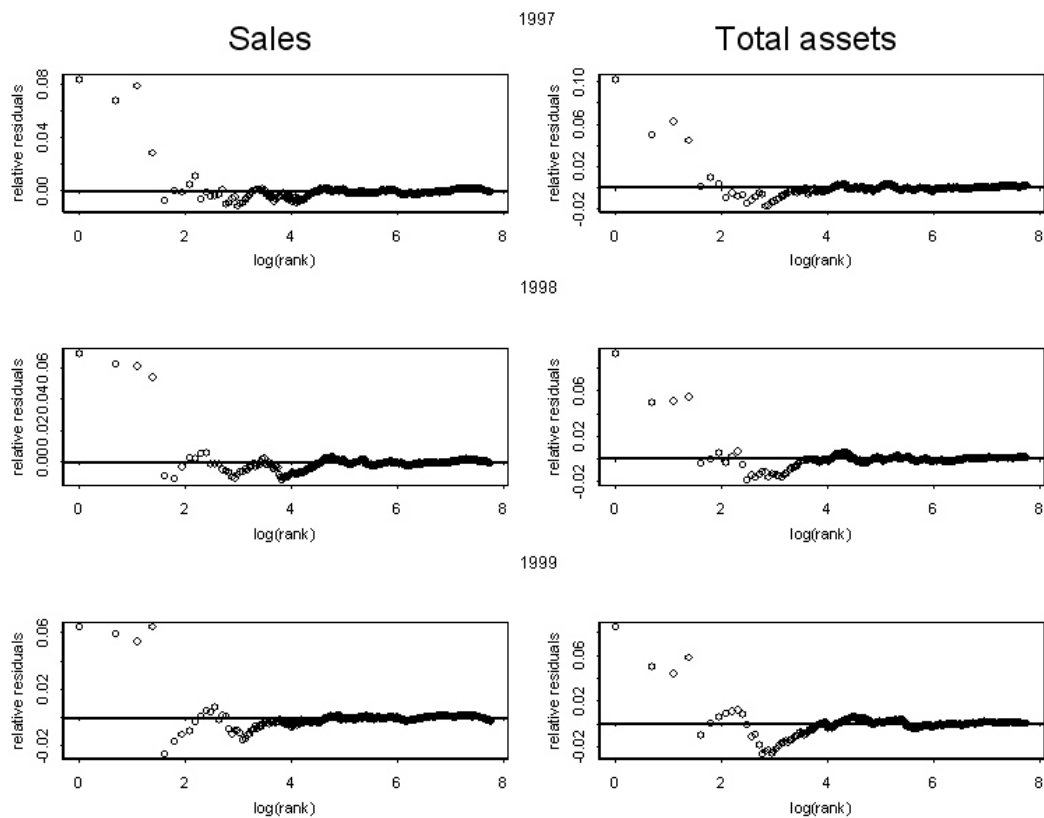 1997
Sales
Total assets
relative residuals
0.00 0.04 0.08
0 2 4 6 8
log(rank)
relative residuals
-0.02 0.02 0.06 0.10
0 2 4 6 8
log(rank)
1998
relative residuals
0.000.020.040.06
0 2 4 6 8
log(rank)
relative residuals
-0.02 0.02 0.06
0 2 4 6 8
log(rank)
1999
relative residuals
-0.02 0.02 0.06
0 2 4 6 8
log(rank)
relative residuals
-0.02 0.02 0.06
0 2 4 6 8
log(rank)